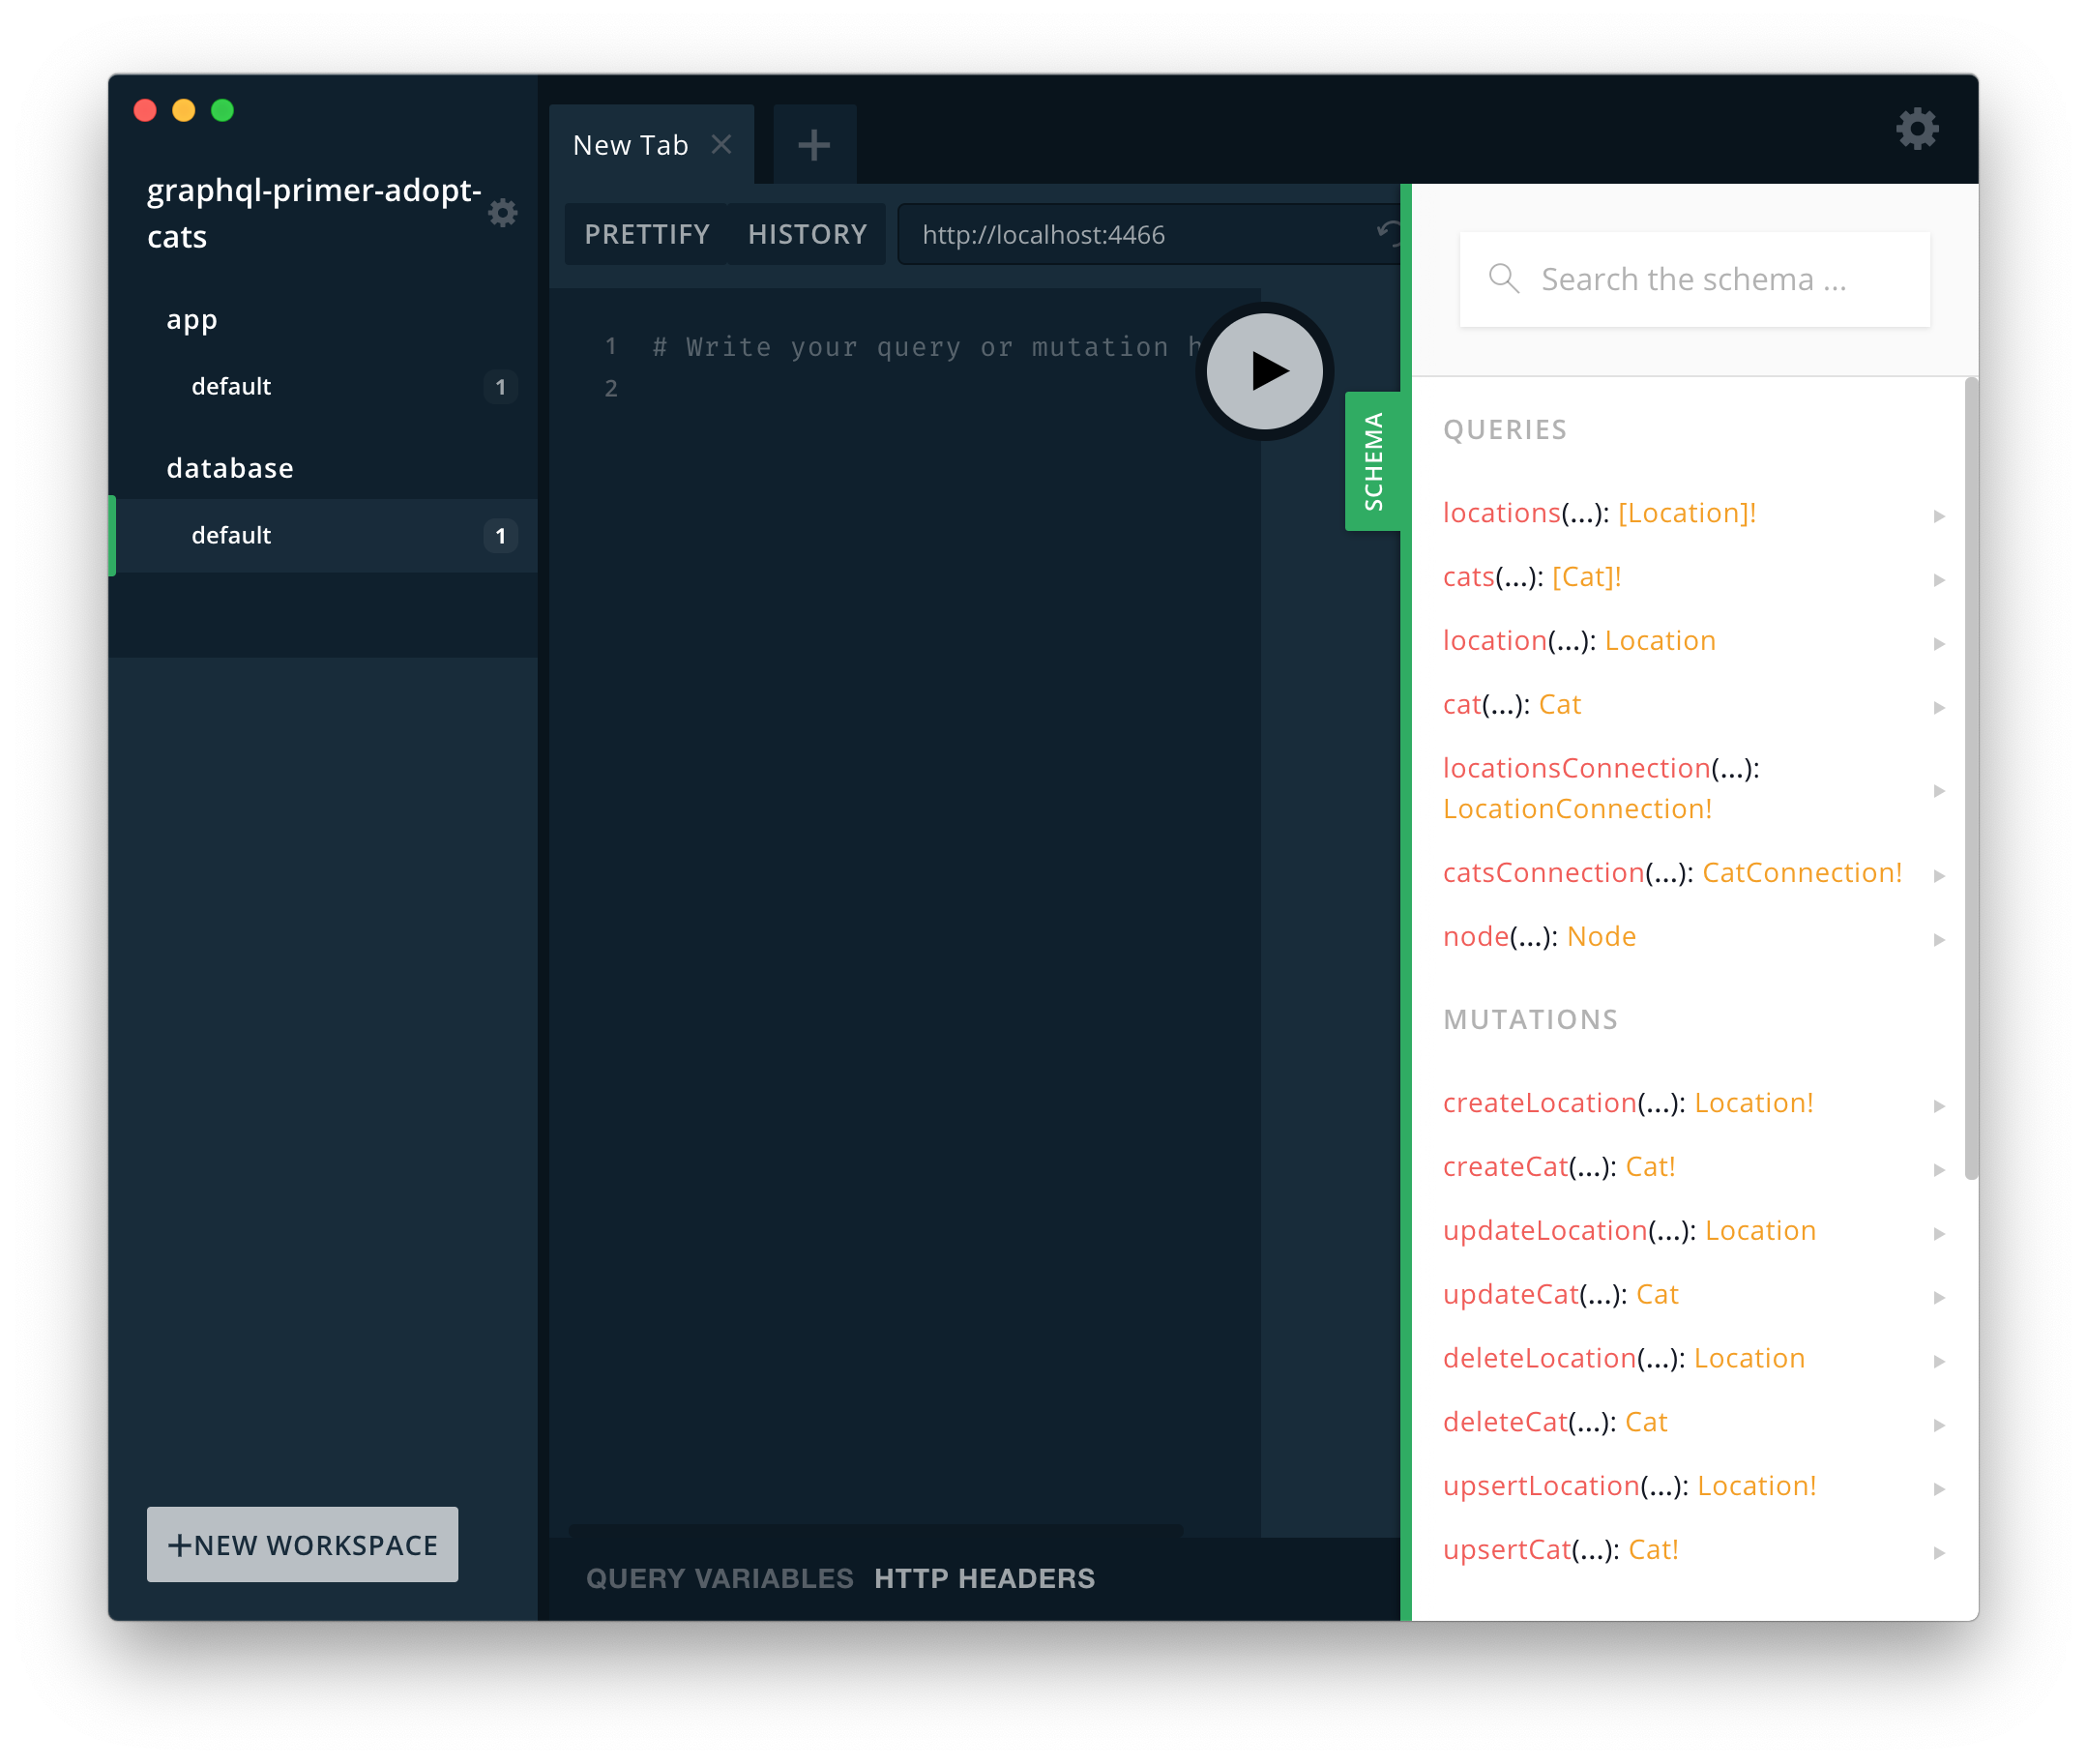 graphql-primer-adopt-
cats
app
default 1
database
default 1
+NEW WORKSPACE
New Tab
PRETTIFY HISTORY http://localhost:4466
1 # Write your query or mutation h
2
QUERY VARIABLES HTTP HEADERS
SCHEMA
Search the schema ...
QUERIES
locations(...): [Location]!
cats(...): [Cat]!
location(...): Location
cat(...): Cat
locationsConnection(...):
LocationConnection!
catsConnection(...): CatConnection!
node(...): Node
MUTATIONS
createLocation(...): Location!
createCat(...): Cat!
updateLocation(...): Location
updateCat(...): Cat
deleteLocation(...): Location
deleteCat(...): Cat
upsertLocation(...): Location!
upsertCat(...): Cat!